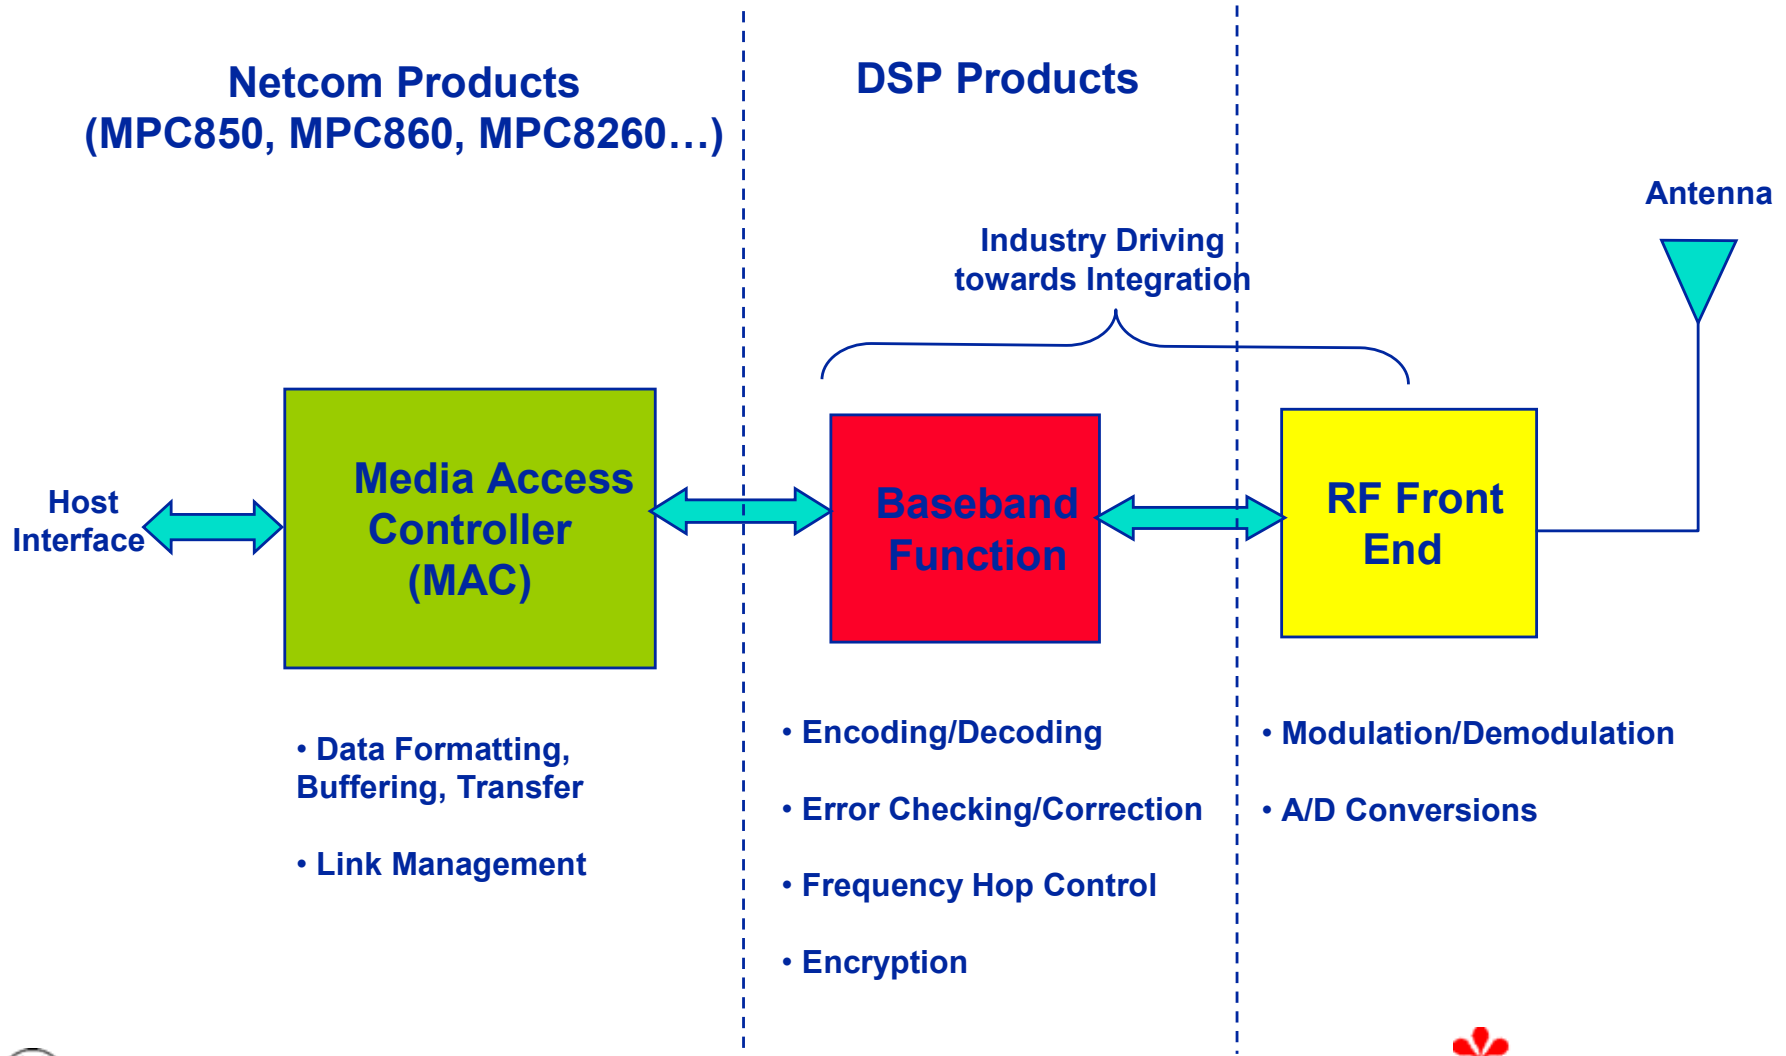 Netcom Products
(MPC850, MPC860, MPC8260…)
DSP Products
Antenna
Industry Driving
towards Integration
Host
Interface
Media Access
Controller
(MAC)
Baseband
Function
RF Front
End
• Data Formatting,
Buffering, Transfer
• Link Management
• Encoding/Decoding
• Error Checking/Correction
• Frequency Hop Control
• Encryption
• Modulation/Demodulation
• A/D Conversions